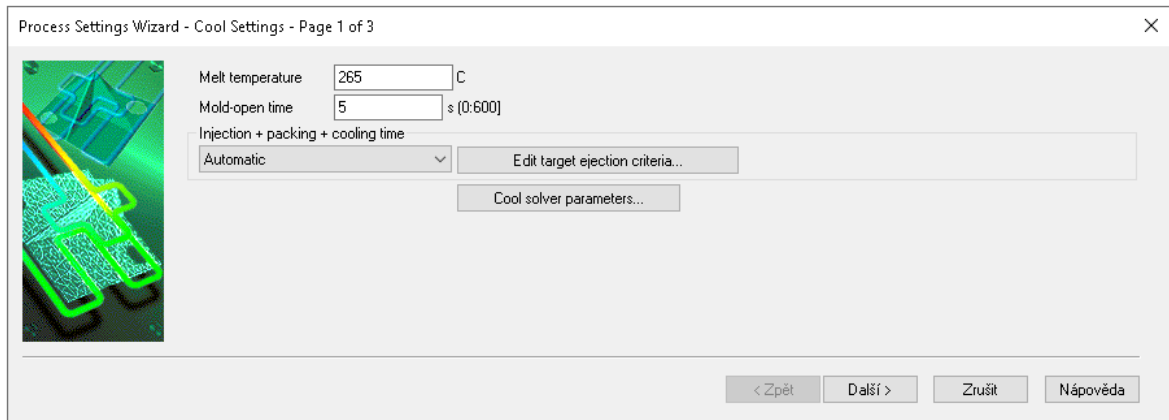 Process Settings Wizard - Cool Settings - Page 1 of 3
Melt temperature 265 C
Mold-open time 5 s (0:600]
Injection + packing + cooling time
Automatic Edit target ejection criteria...
Cool solver parameters...
< Zpět Další > Zrušit Nápověda